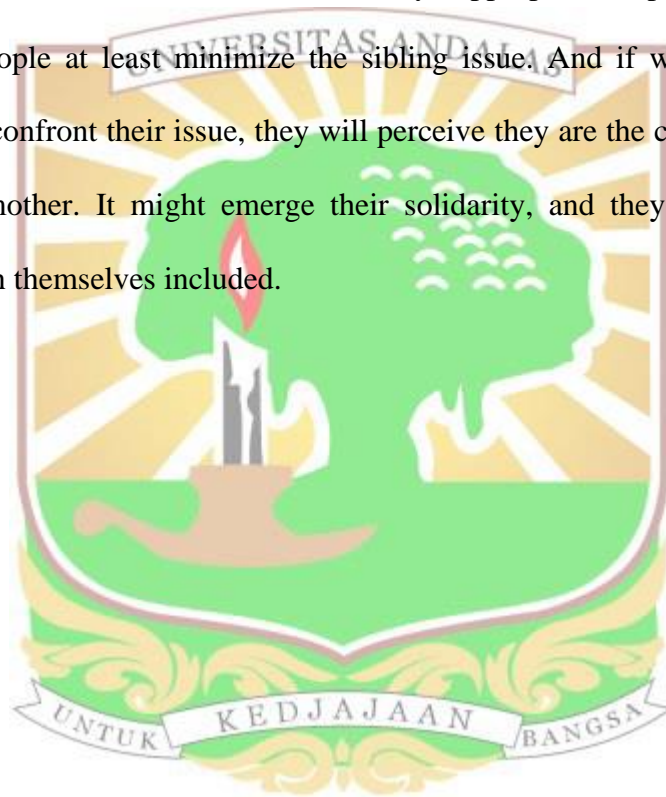 ople at least minimize the sibling issue. And if w
confront their issue, they will perceive they are the c
nother. It might emerge their solidarity, and they
n themselves included.
UNIVERSITAS ANDALAS
UNTUK KEDJAJAAN BANGSA